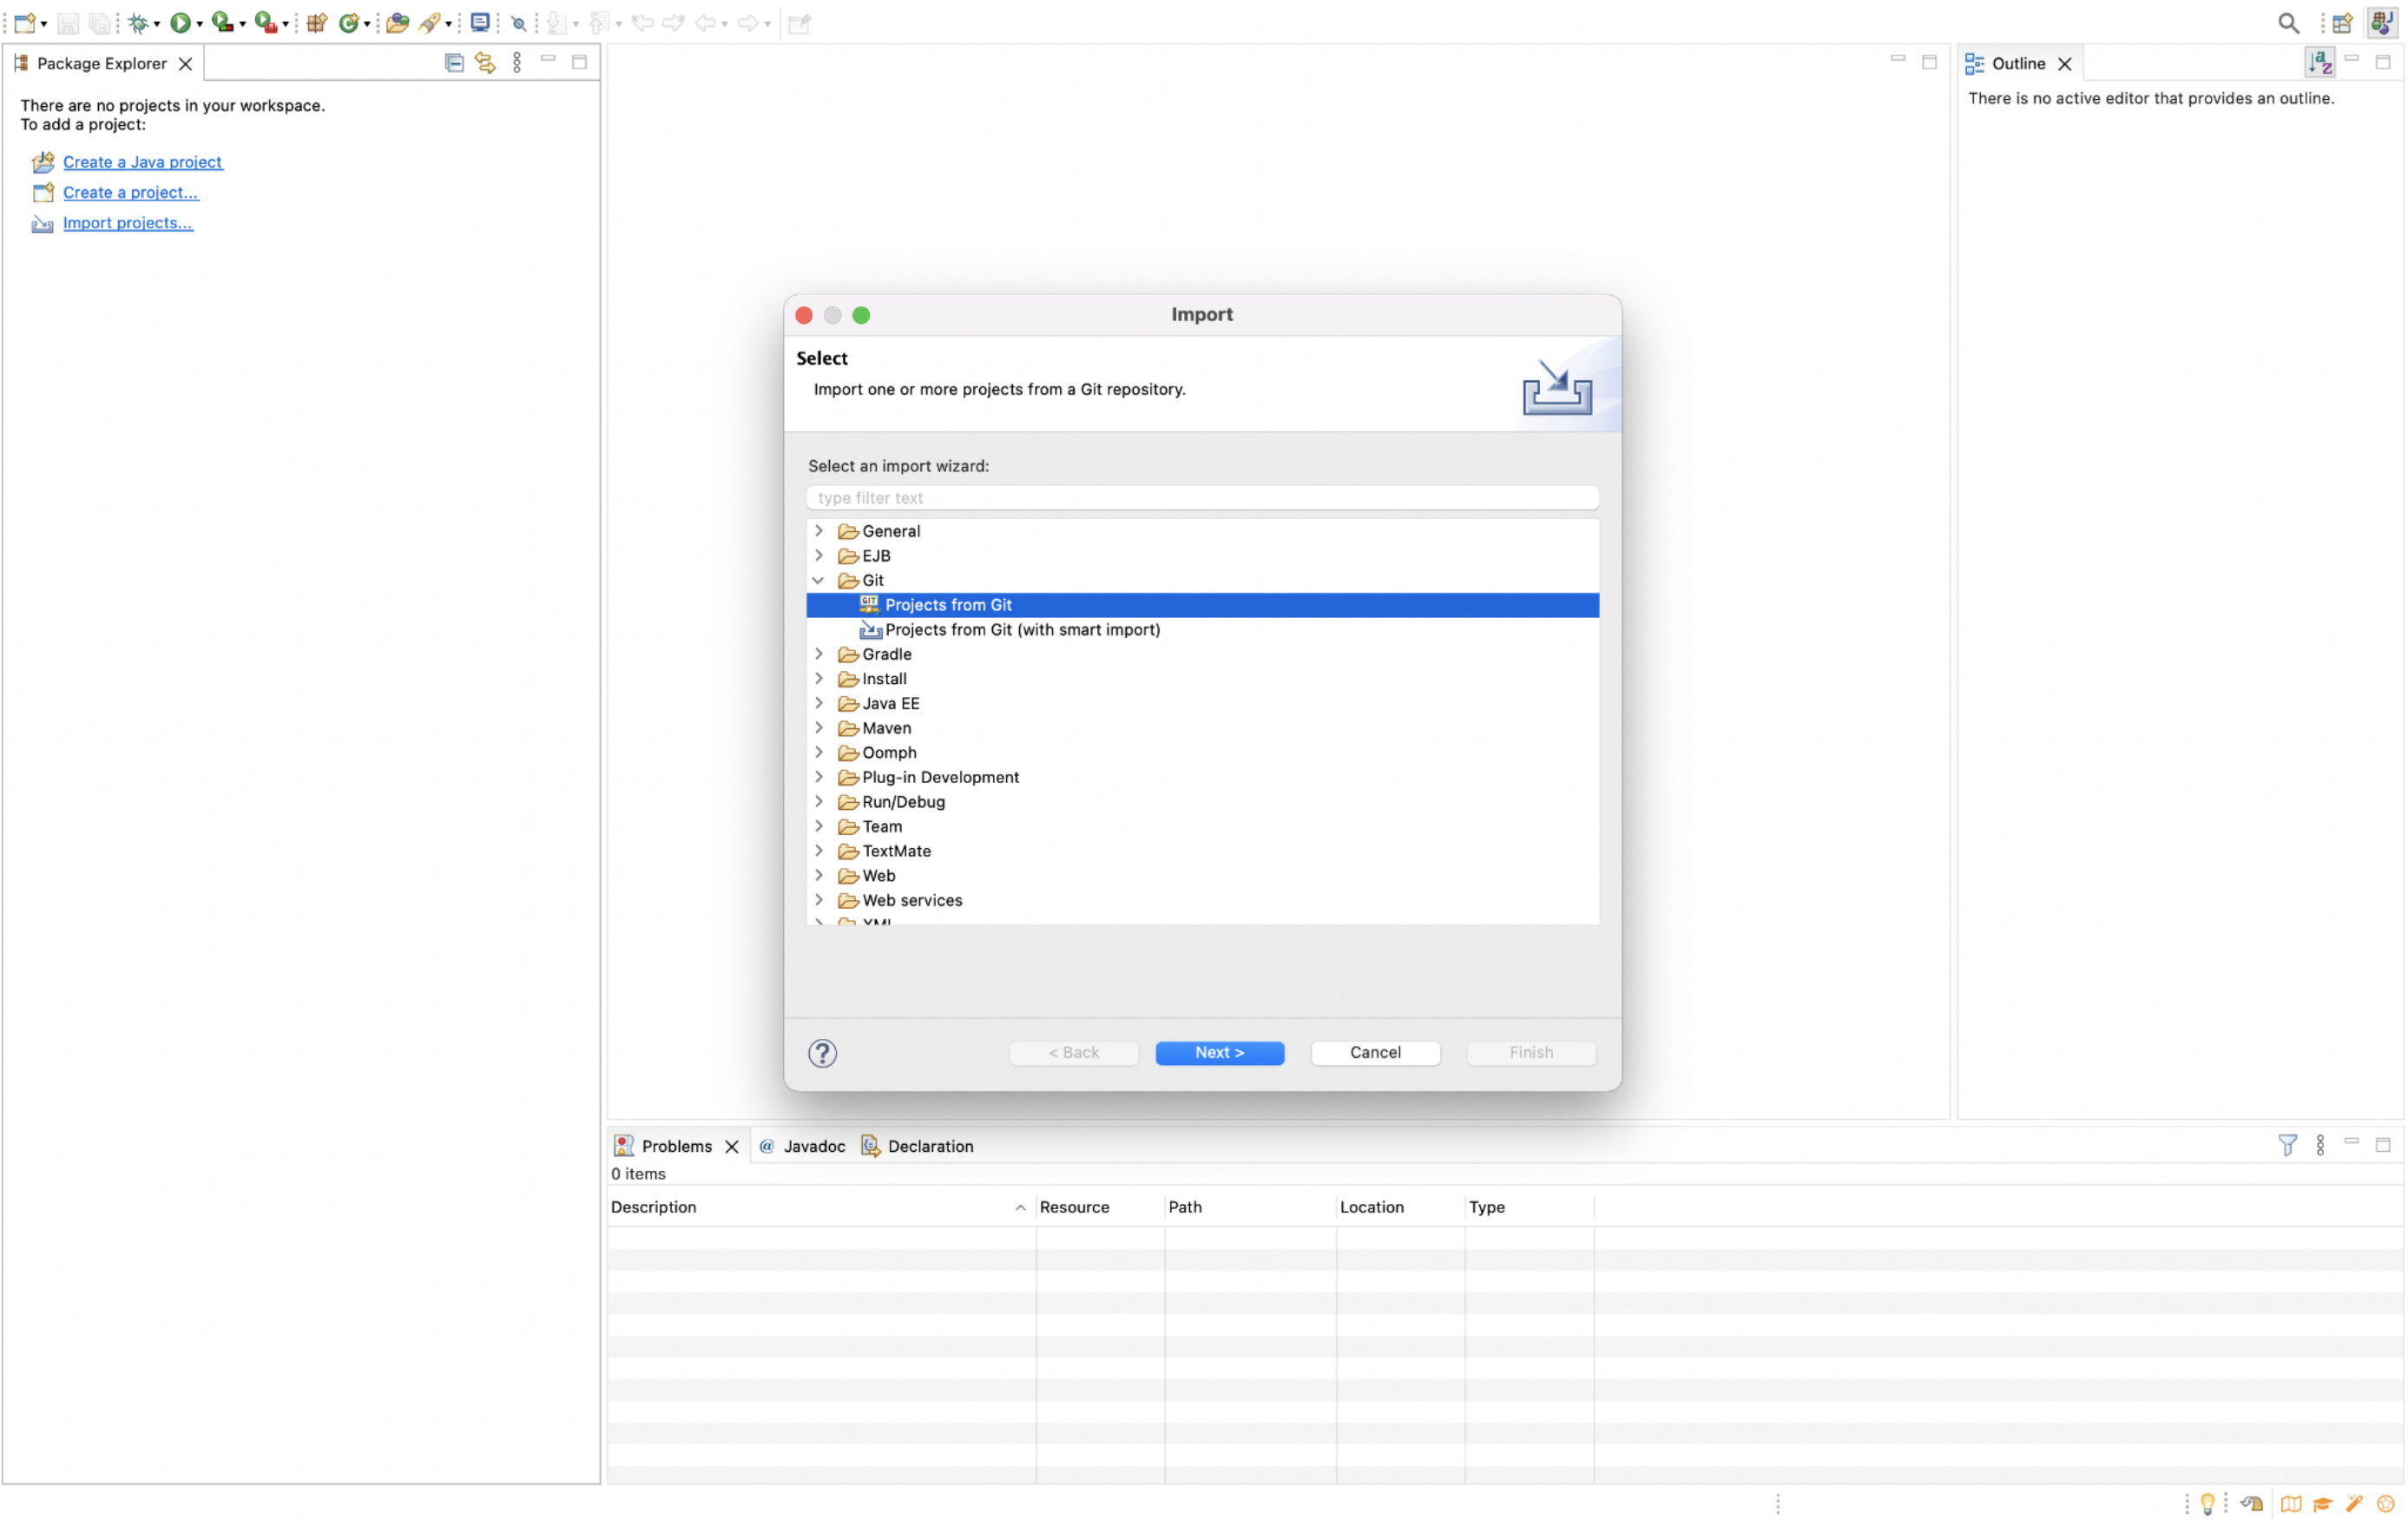 Package Explorer
There are no projects in your workspace.
To add a project:
Create a Java project
Create a project...
Import projects...
Outline
There is no active editor that provides an outline.
Import
Select
Import one or more projects from a Git repository.
Select an import wizard:
type filter text
General
EJB
Git
Projects from Git
Projects from Git (with smart import)
Gradle
Install
Java EE
Maven
Oomph
Plug-in Development
Run/Debug
Team
TextMate
Web
Web services
XML
< Back
Next >
Cancel
Finish
Problems
Javadoc
Declaration
0 items
Description
Resource
Path
Location
Type